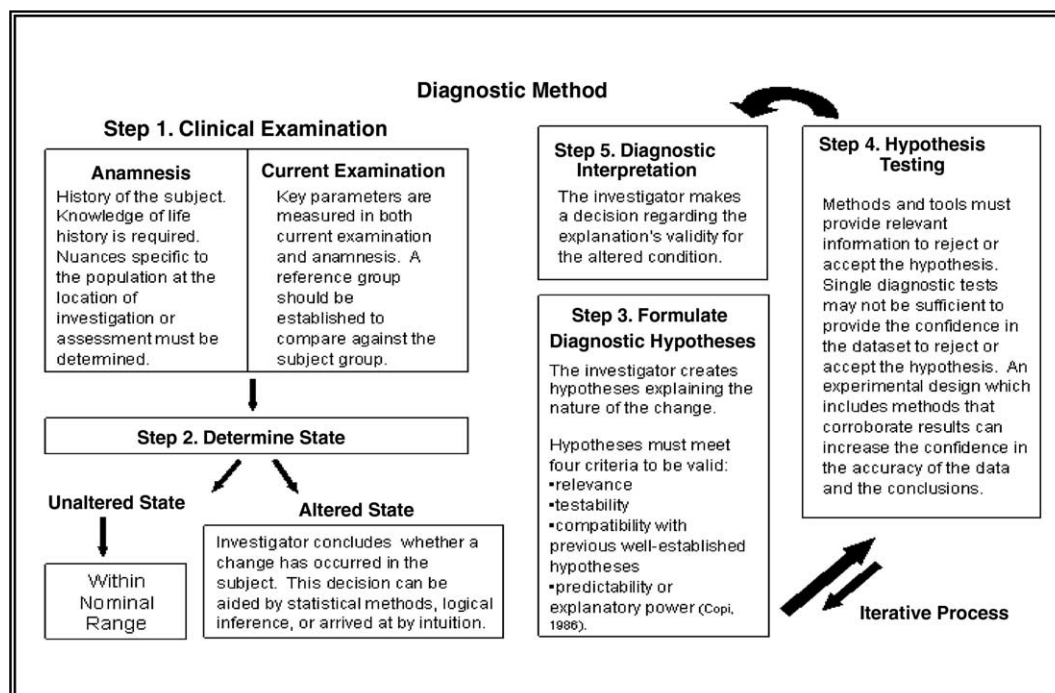 Diagnostic Method
Step 1. Clinical Examination
Anamnesis
History of the subject.
Knowledge of life
history is required.
Nuances specific to
the population at the
location of
investigation or
assessment must be
determined.
Current Examination
Key parameters are
measured in both
current examination
and anamnesis. A
reference group
should be
established to
compare against the
subject group.
Step 2. Determine State
Unaltered State
Within
Nominal
Range
Altered State
Investigator concludes whether a
change has occurred in the
subject. This decision can be
aided by statistical methods, logical
inference, or arrived at by intuition.
Step 3. Formulate
Diagnostic Hypotheses
The investigator creates
hypotheses explaining the
nature of the change.
Hypotheses must meet
four criteria to be valid:
▪relevance
▪testability
▪compatibility with
previous well-established
hypotheses
▪predictability or
explanatory power (Copi,
1986).
Step 4. Hypothesis
Testing
Methods and tools must
provide relevant
information to reject or
accept the hypothesis.
Single diagnostic tests
may not be sufficient to
provide the confidence in
the dataset to reject or
accept the hypothesis. An
experimental design which
includes methods that
corroborate results can
increase the confidence in
the accuracy of the data
and the conclusions.
Iterative Process
Step 5. Diagnostic
Interpretation
The investigator makes
a decision regarding the
explanation's validity for
the altered condition.